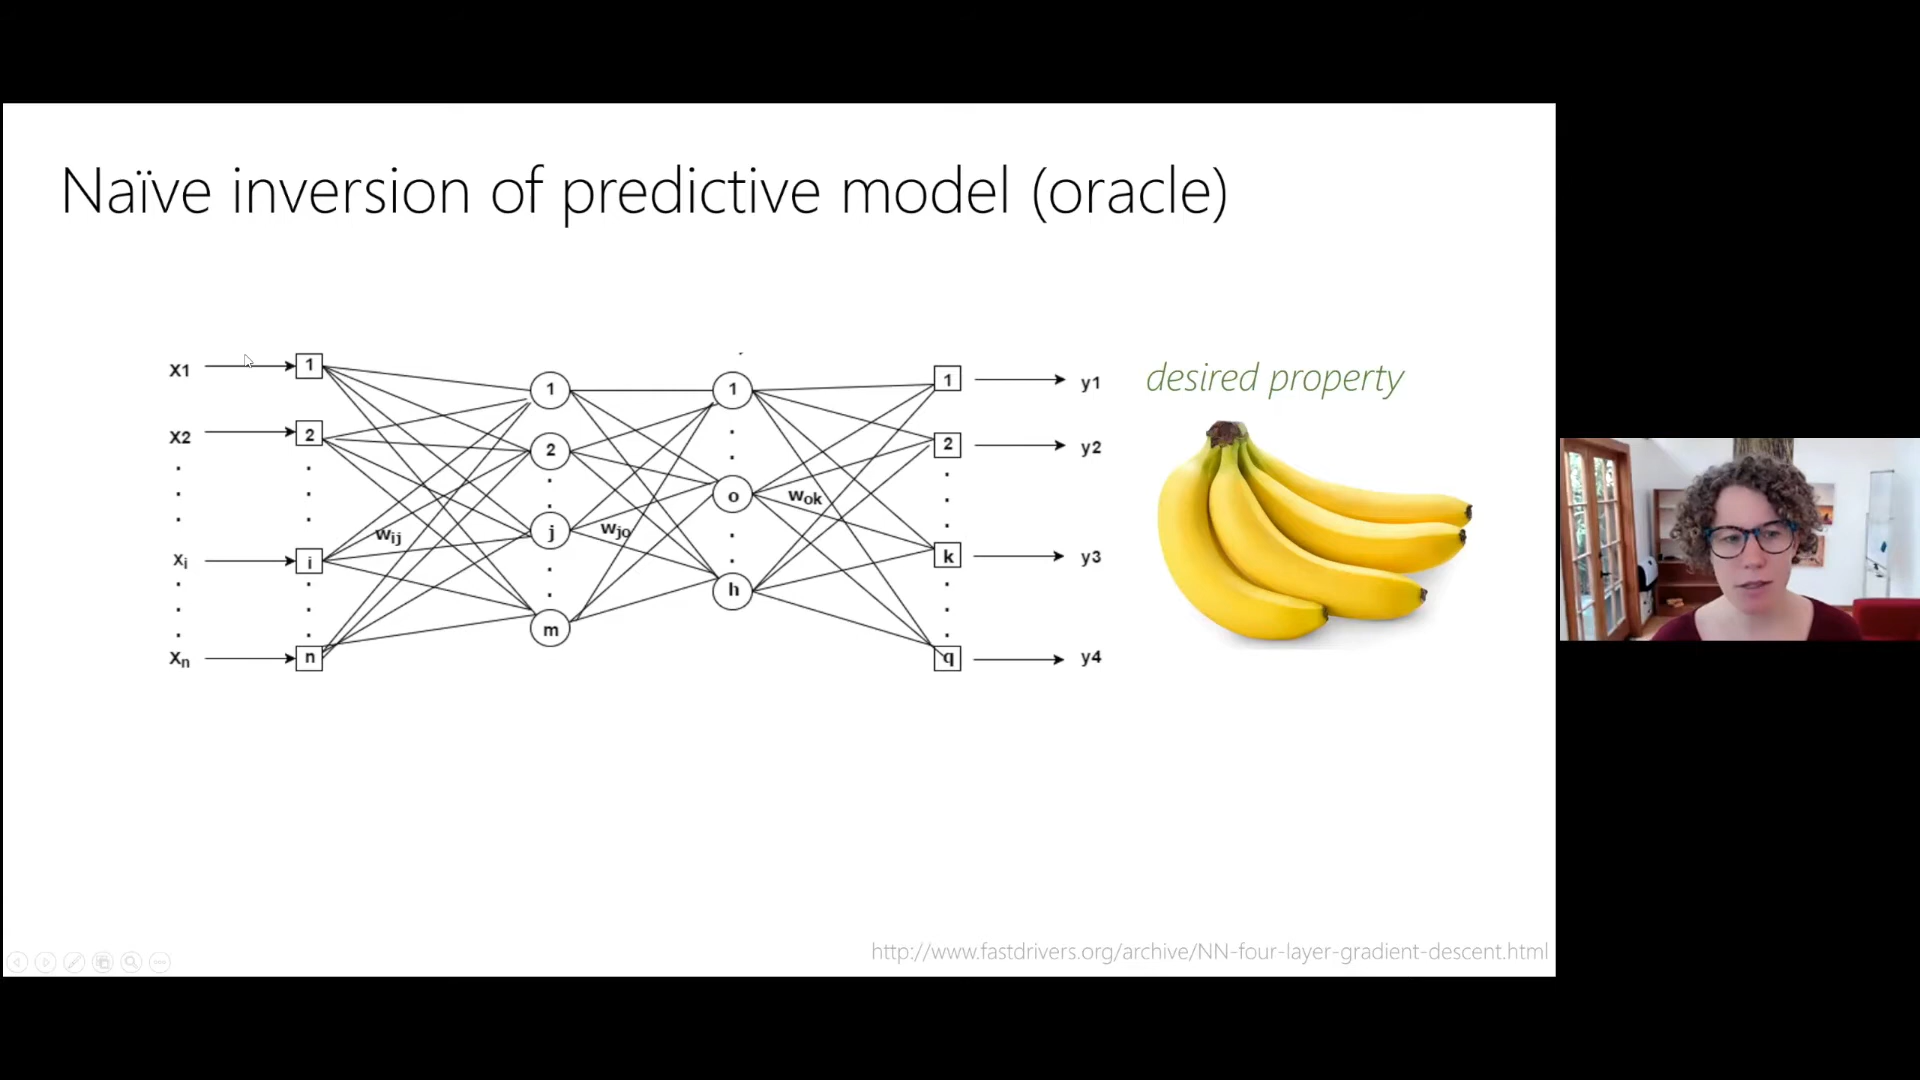 Naïve inversion of predictive model (oracle)
X1
1
1
1
1
y1
desired property
X2
2
2
2
y2
o
wok
wij
j
wjo
xi
i
k
y3
h
m
Xn
n
q
y4
http://www.fastdrivers.org/archive/NN-four-layer-gradient-descent.html